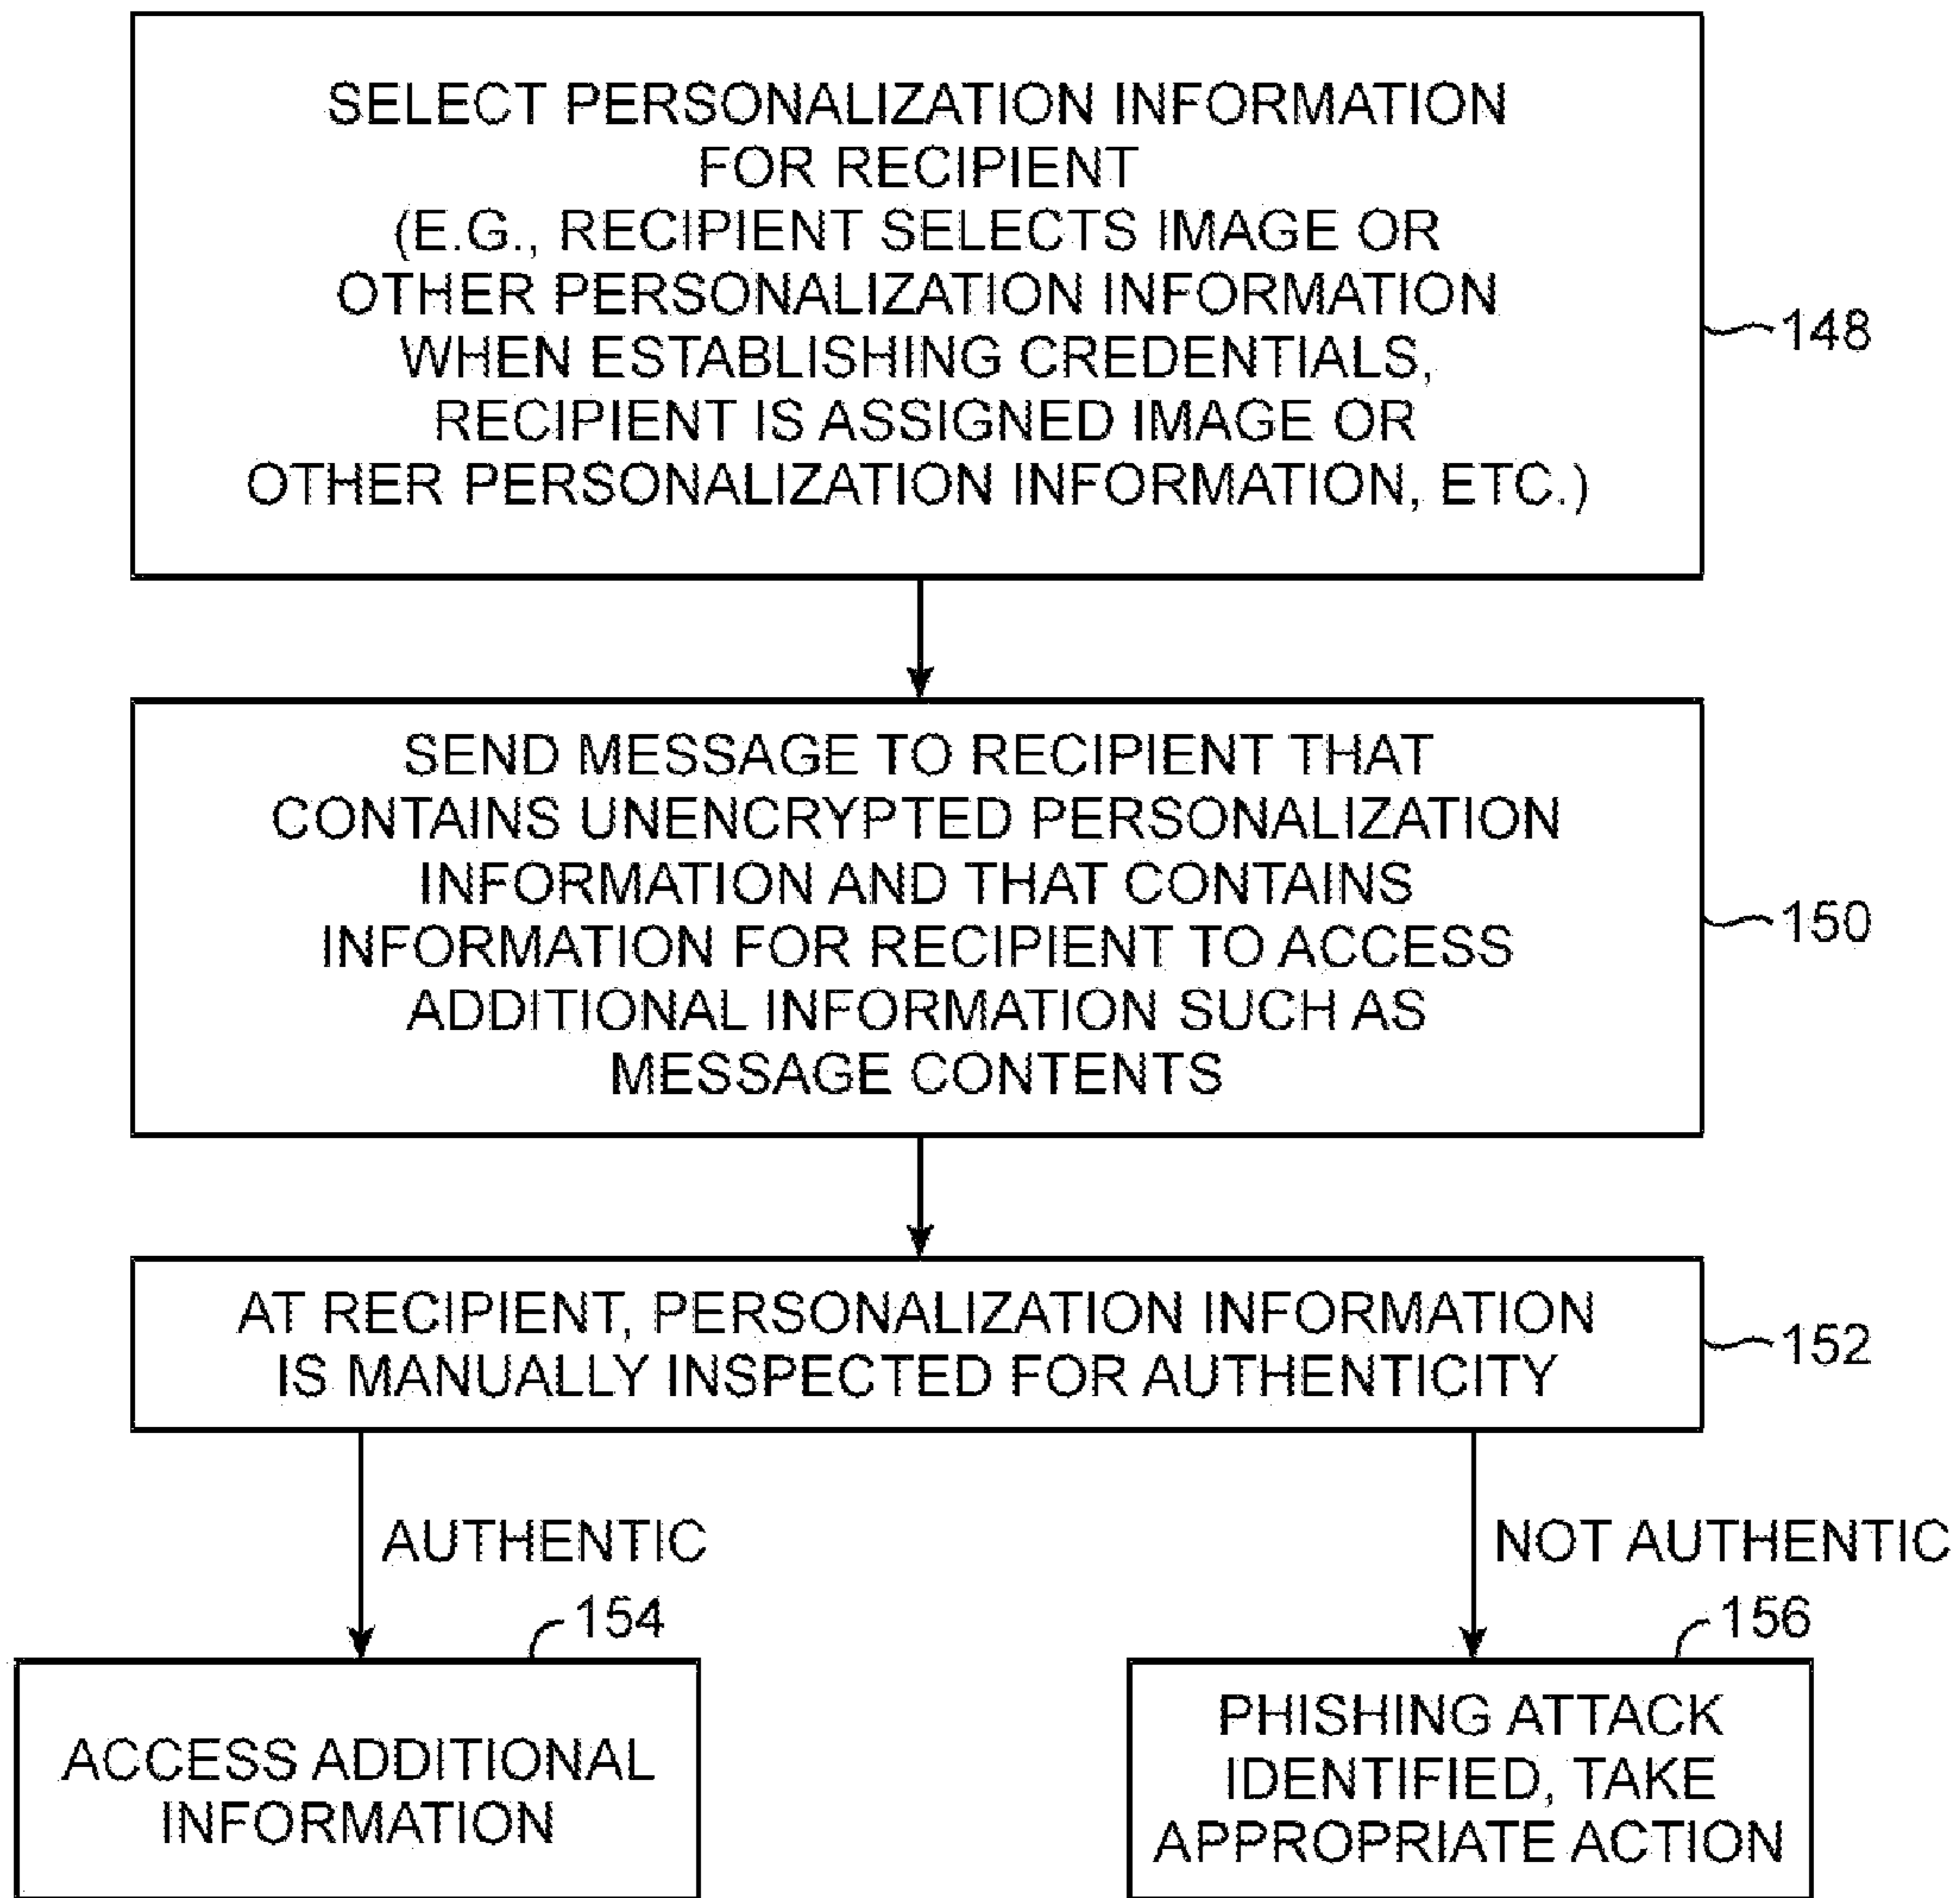 SELECT PERSONALIZATION INFORMATION
FOR RECIPIENT
(E.G., RECIPIENT SELECTS IMAGE OR
OTHER PERSONALIZATION INFORMATION
WHEN ESTABLISHING CREDENTIALS,
RECIPIENT IS ASSIGNED IMAGE OR
OTHER PERSONALIZATION INFORMATION, ETC.)
148
SEND MESSAGE TO RECIPIENT THAT
CONTAINS UNENCRYPTED PERSONALIZATION
INFORMATION AND THAT CONTAINS
INFORMATION FOR RECIPIENT TO ACCESS
ADDITIONAL INFORMATION SUCH AS
MESSAGE CONTENTS
150
AT RECIPIENT, PERSONALIZATION INFORMATION
IS MANUALLY INSPECTED FOR AUTHENTICITY
152
AUTHENTIC
NOT AUTHENTIC
154
156
ACCESS ADDITIONAL
INFORMATION
PHISHING ATTACK
IDENTIFIED, TAKE
APPROPRIATE ACTION